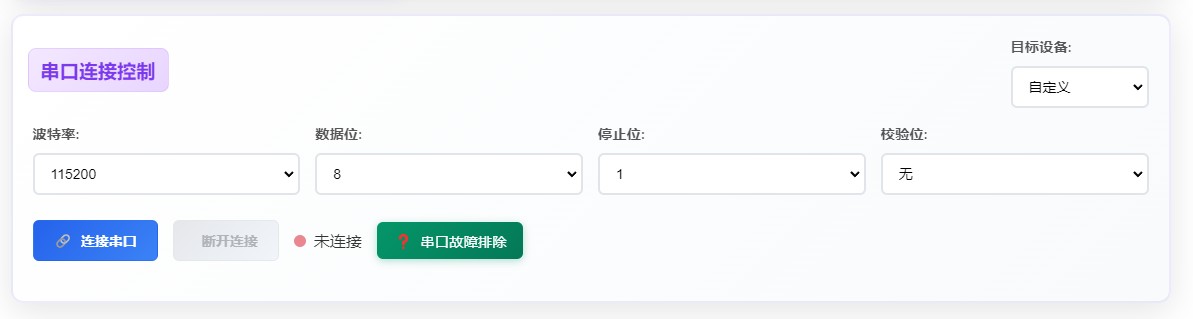 目标设备:
串口连接控制
自定义
波特率: 数据位: 停止位: 校验位:
115200 8 1 无
连接串口 断开连接 未连接 ❓ 串口故障排除